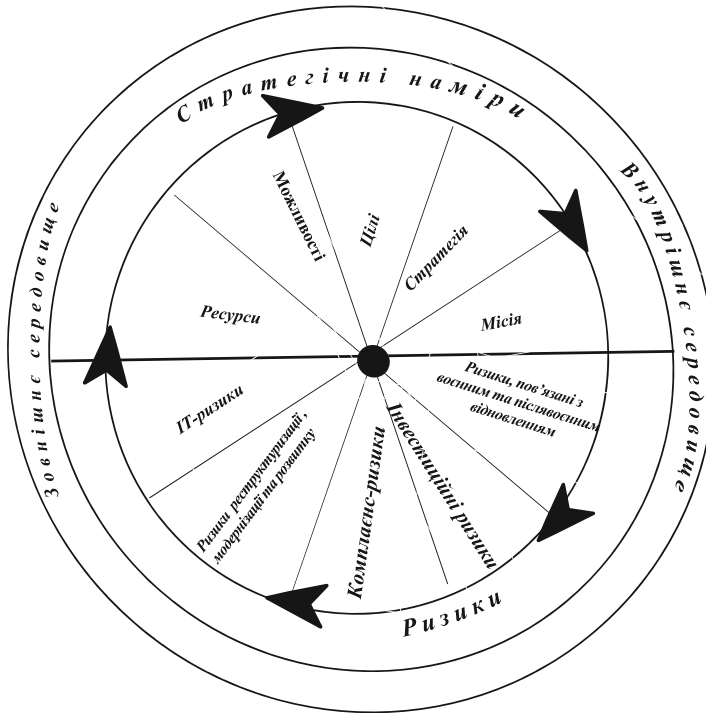 Стратегічні наміри
Зовнішнє середовище
Внутрішнє середовище
Можливості
Цілі
Стратегія
Ресурси
Місія
ІТ-ризики
Ризики, пов’язані з
воєнним та післявоєнним
відновленням
Ризики реструктуризації,
модернізації та розвитку
Комплаєнс-ризики
Інвестиційні ризики
Ризики